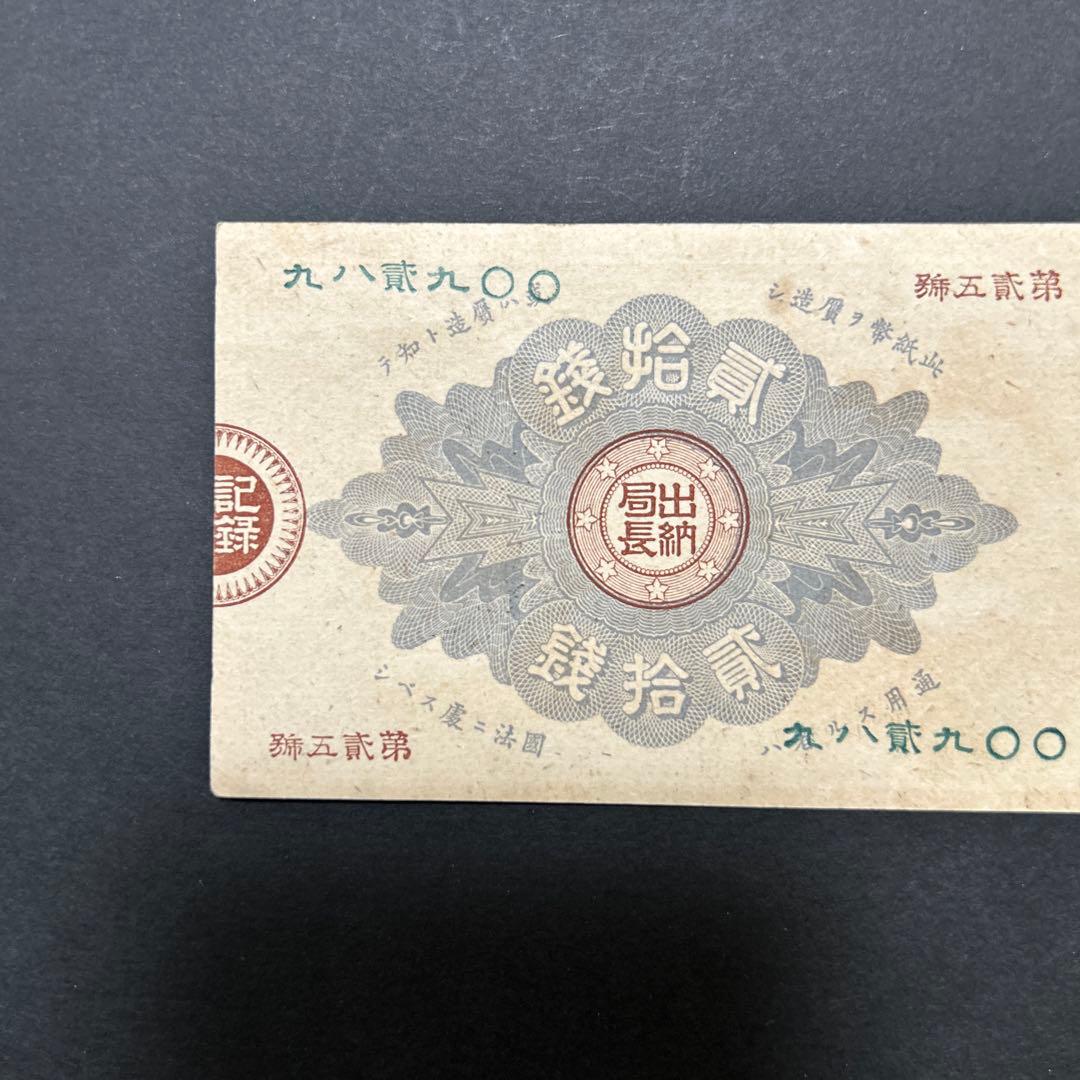 第貳五號
〇〇九貳八九
此紙幣ヲ贋造シ
ハ贋造ト知テ
貳拾錢
出納
局長
記錄
貳拾錢
通用スル ハ
國法ニ處スベシ
〇〇九貳八九
第貳五號